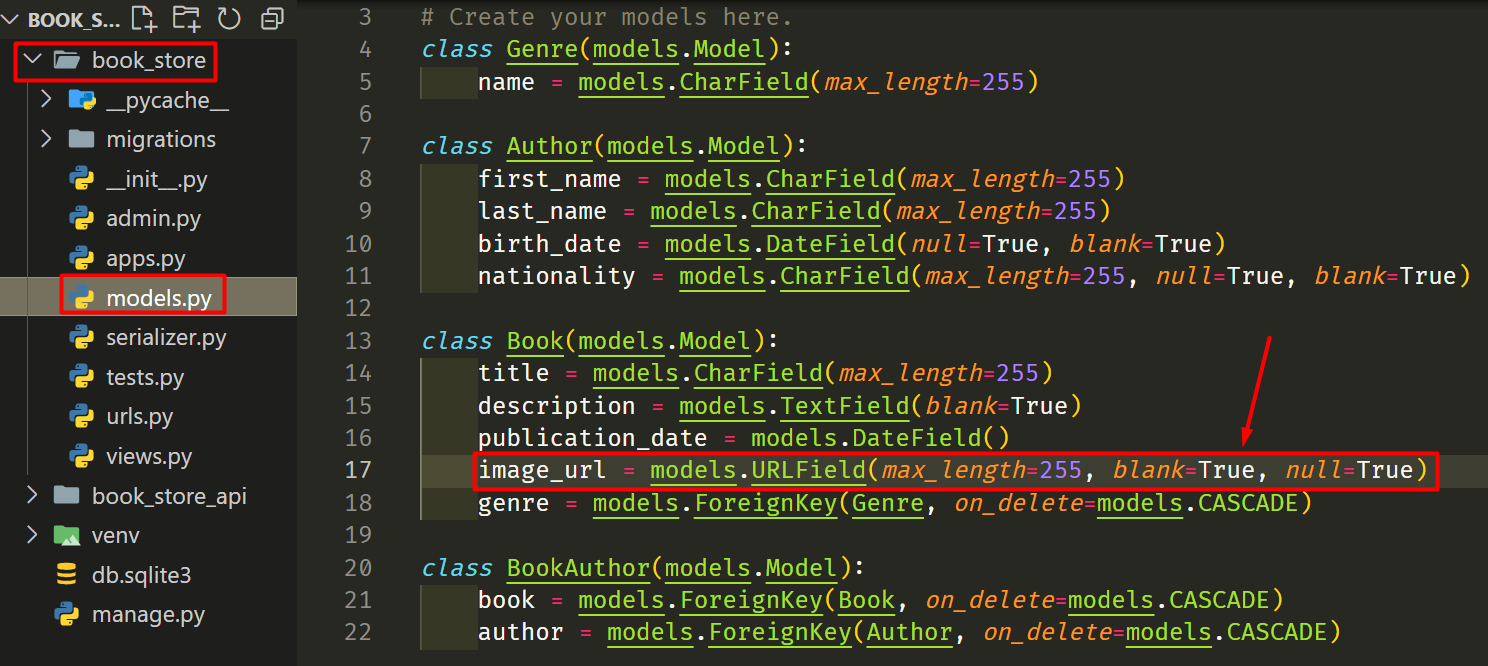 BOOK_S...
book_store
__pycache__
migrations
__init__.py
admin.py
apps.py
models.py
serializer.py
tests.py
urls.py
views.py
book_store_api
venv
db.sqlite3
manage.py
3 # Create your models here.
4 class Genre(models.Model):
5 name = models.CharField(max_length=255)
6
7 class Author(models.Model):
8 first_name = models.CharField(max_length=255)
9 last_name = models.CharField(max_length=255)
10 birth_date = models.DateField(null=True, blank=True)
11 nationality = models.CharField(max_length=255, null=True, blank=True)
12
13 class Book(models.Model):
14 title = models.CharField(max_length=255)
15 description = models.TextField(blank=True)
16 publication_date = models.DateField()
17 image_url = models.URLField(max_length=255, blank=True, null=True)
18 genre = models.ForeignKey(Genre, on_delete=models.CASCADE)
19
20 class BookAuthor(models.Model):
21 book = models.ForeignKey(Book, on_delete=models.CASCADE)
22 author = models.ForeignKey(Author, on_delete=models.CASCADE)